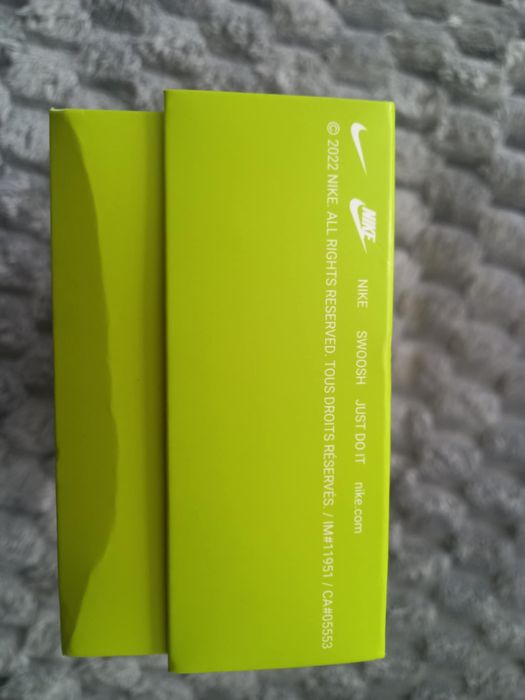 NIKE NIKE SWOOSH JUST DO IT nike.com
© 2022 NIKE. ALL RIGHTS RESERVED. TOUS DROITS RÉSERVÉS. / IM#11951 / CA#05553